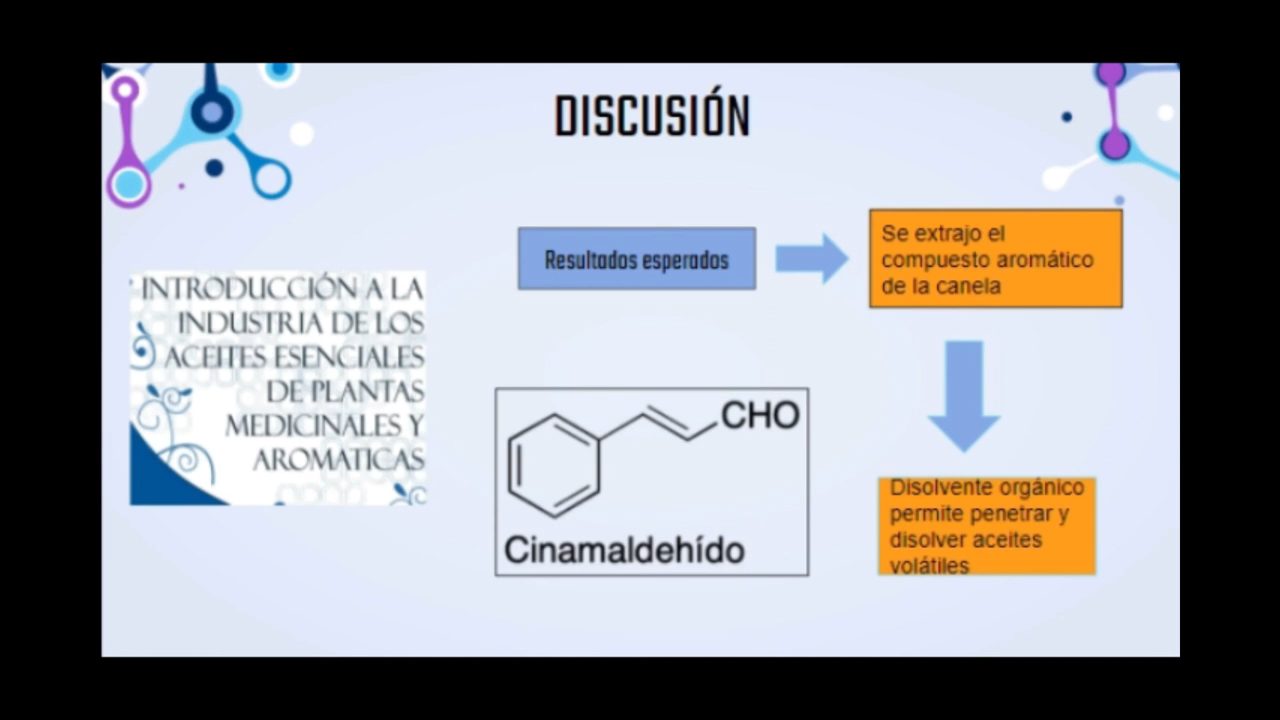 DISCUSIÓN
Resultados esperados
Se extrajo el
compuesto aromático
de la canela
INTRODUCCIÓN A LA
INDUSTRIA DE LOS
ACEITES ESENCIALES
DE PLANTAS
MEDICINALES Y
AROMATICAS
CHO
Cinamaldehído
Disolvente orgánico
permite penetrar y
disolver aceites
volátiles